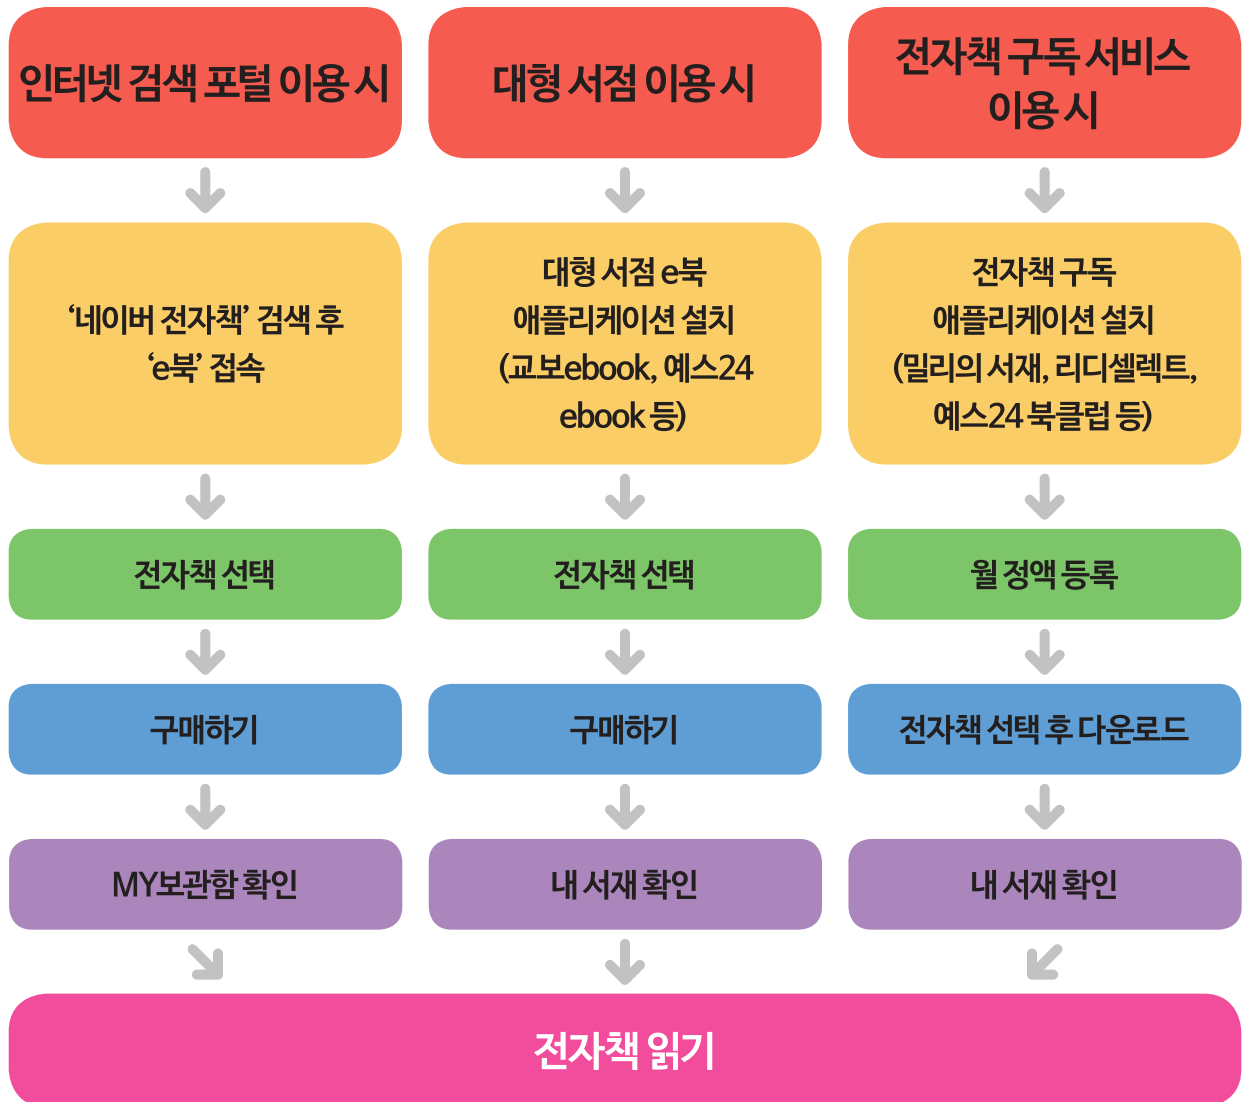 인터넷 검색 포털 이용 시
대형 서점 이용 시
전자책 구독 서비스
이용 시
‘네이버 전자책’ 검색 후
‘e북’ 접속
대형 서점 e북
애플리케이션 설치
(교보ebook, 예스24
ebook 등)
전자책 구독
애플리케이션 설치
(밀리의 서재, 리디셀렉트,
예스24 북클럽 등)
전자책 선택
전자책 선택
월 정액 등록
구매하기
구매하기
전자책 선택 후 다운로드
MY보관함 확인
내 서재 확인
내 서재 확인
전자책 읽기